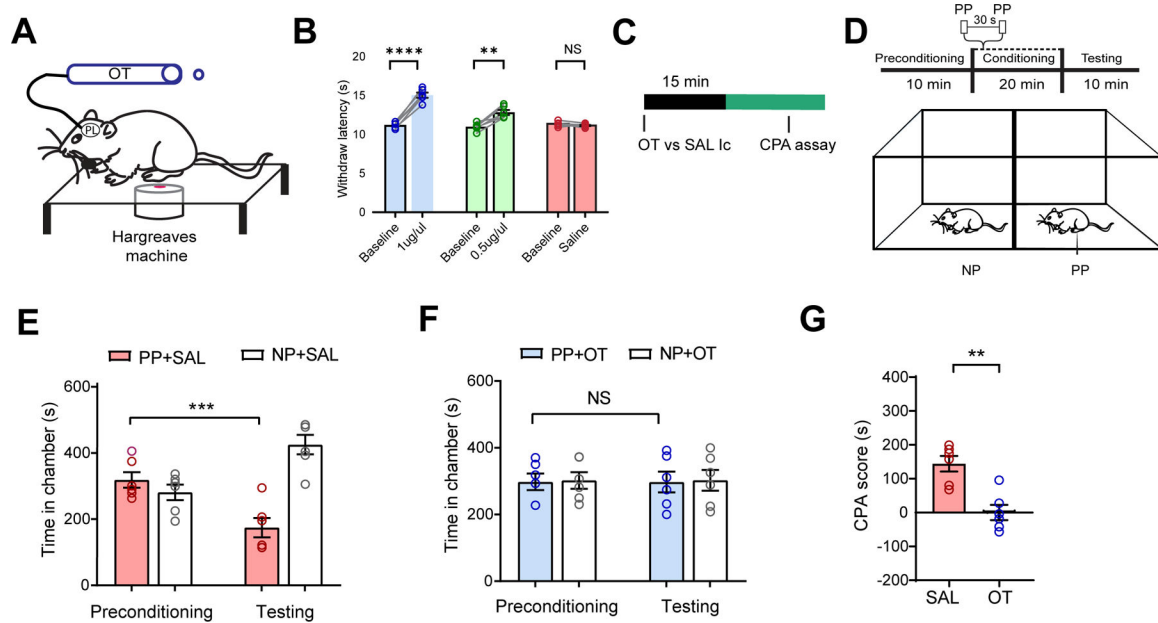 A
OT
PL
Hargreaves
machine
B
Withdraw latency (s)
20
15
10
5
0
****
**
NS
Baseline
1ug/ul
Baseline
0.5ug/ul
Baseline
Saline
C
15 min
OT vs SAL Ic
CPA assay
D
PP PP
30 s
Preconditioning Conditioning Testing
10 min 20 min 10 min
NP PP
E
PP+SAL NP+SAL
Time in chamber (s)
600
400
200
0
***
Preconditioning Testing
F
PP+OT NP+OT
Time in chamber (s)
600
400
200
0
NS
Preconditioning Testing
G
CPA score (s)
400
300
200
100
0
-100
-200
**
SAL OT